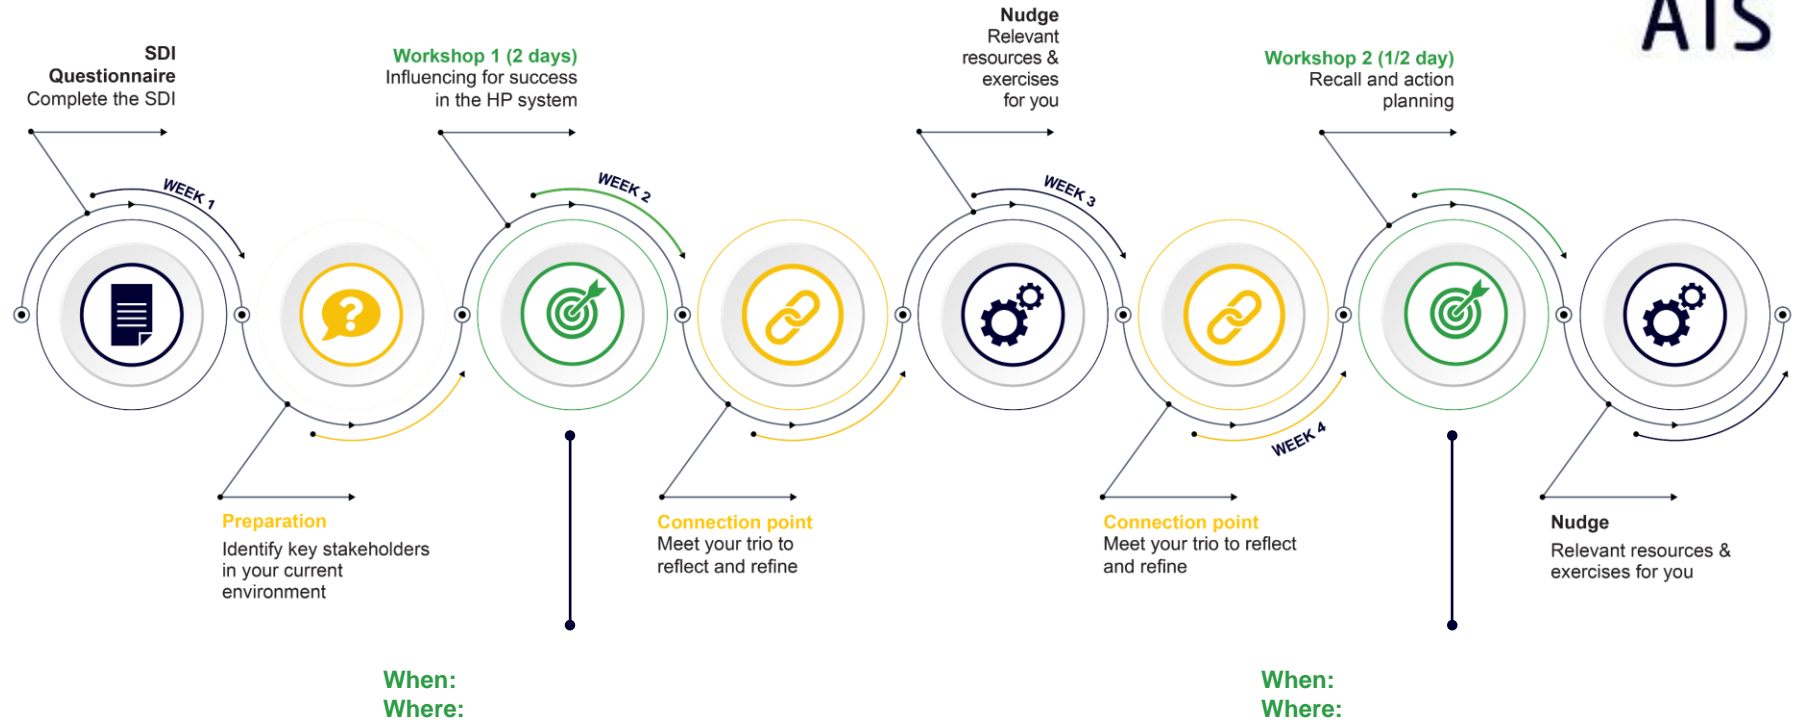 AIS
SDI
Questionnaire
Complete the SDI
Workshop 1 (2 days)
Influencing for success
in the HP system
Nudge
Relevant
resources &
exercises
for you
Workshop 2 (1/2 day)
Recall and action
planning
WEEK 1
WEEK 2
WEEK 3
?
WEEK 4
Preparation
Identify key stakeholders
in your current
environment
Connection point
Meet your trio to
reflect and refine
Connection point
Meet your trio to reflect
and refine
Nudge
Relevant resources &
exercises for you
When:
Where:
When:
Where: